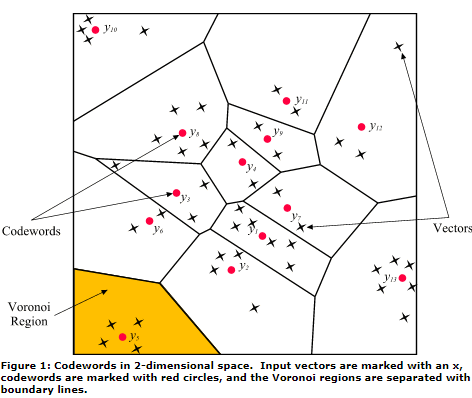 y10
y11
y12
y8
y9
y4
y3
y7
y6
y1
Codewords
Vectors
y2
y13
Voronoi
Region
y5
Figure 1: Codewords in 2-dimensional space.  Input vectors are marked with an x,
codewords are marked with red circles, and the Voronoi regions are separated with
boundary lines.